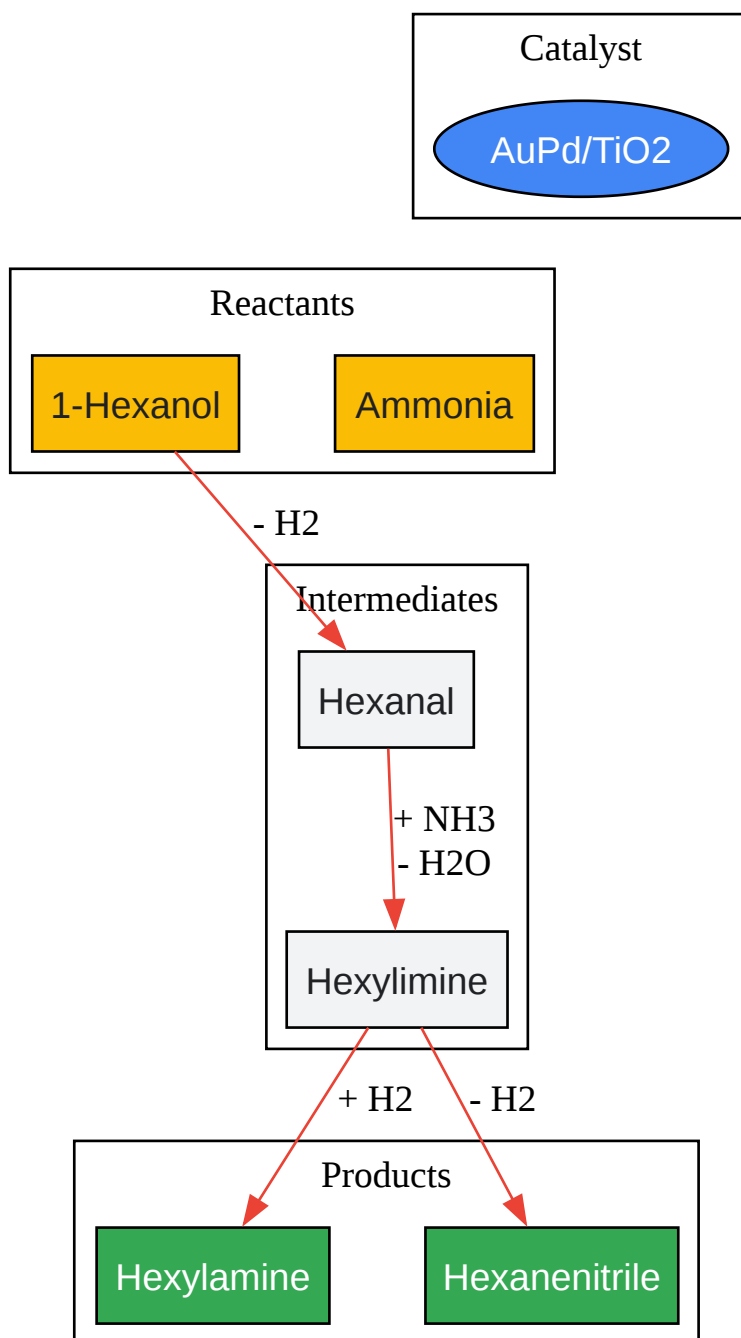 Catalyst
AuPd/TiO2
Reactants
1-Hexanol
Ammonia
- H2
Intermediates
Hexanal
+ NH3
- H2O
Hexylimine
+ H2
- H2
Products
Hexylamine
Hexanenitrile